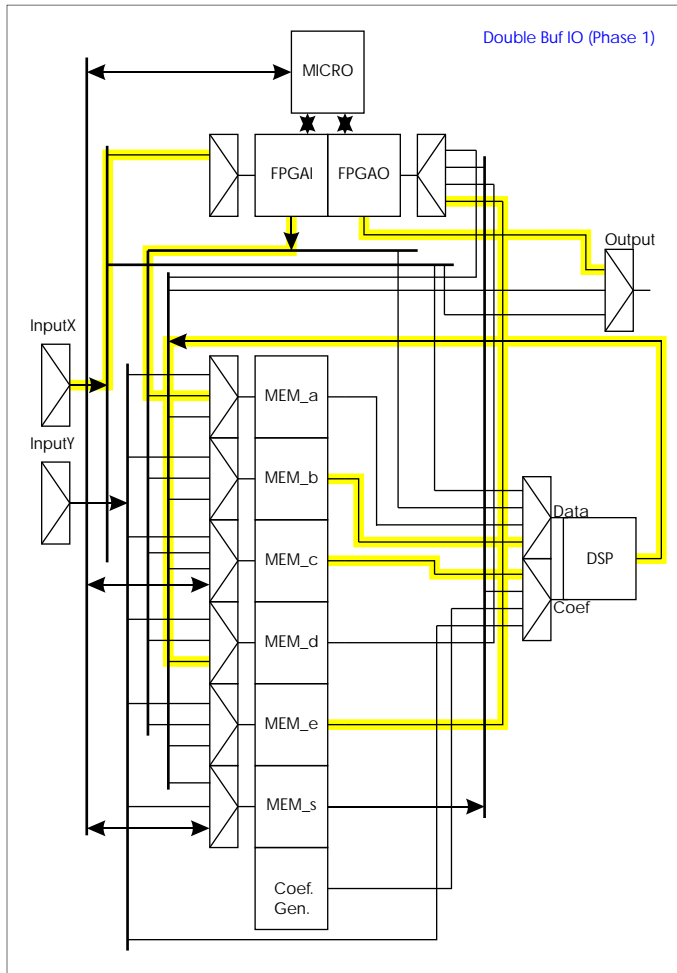 Double Buf IO (Phase 1)
MICRO
FPGAI
FPGAO
Output
InputX
InputY
MEM_a
MEM_b
MEM_c
MEM_d
MEM_e
MEM_s
Coef.
Gen.
Data
DSP
Coef